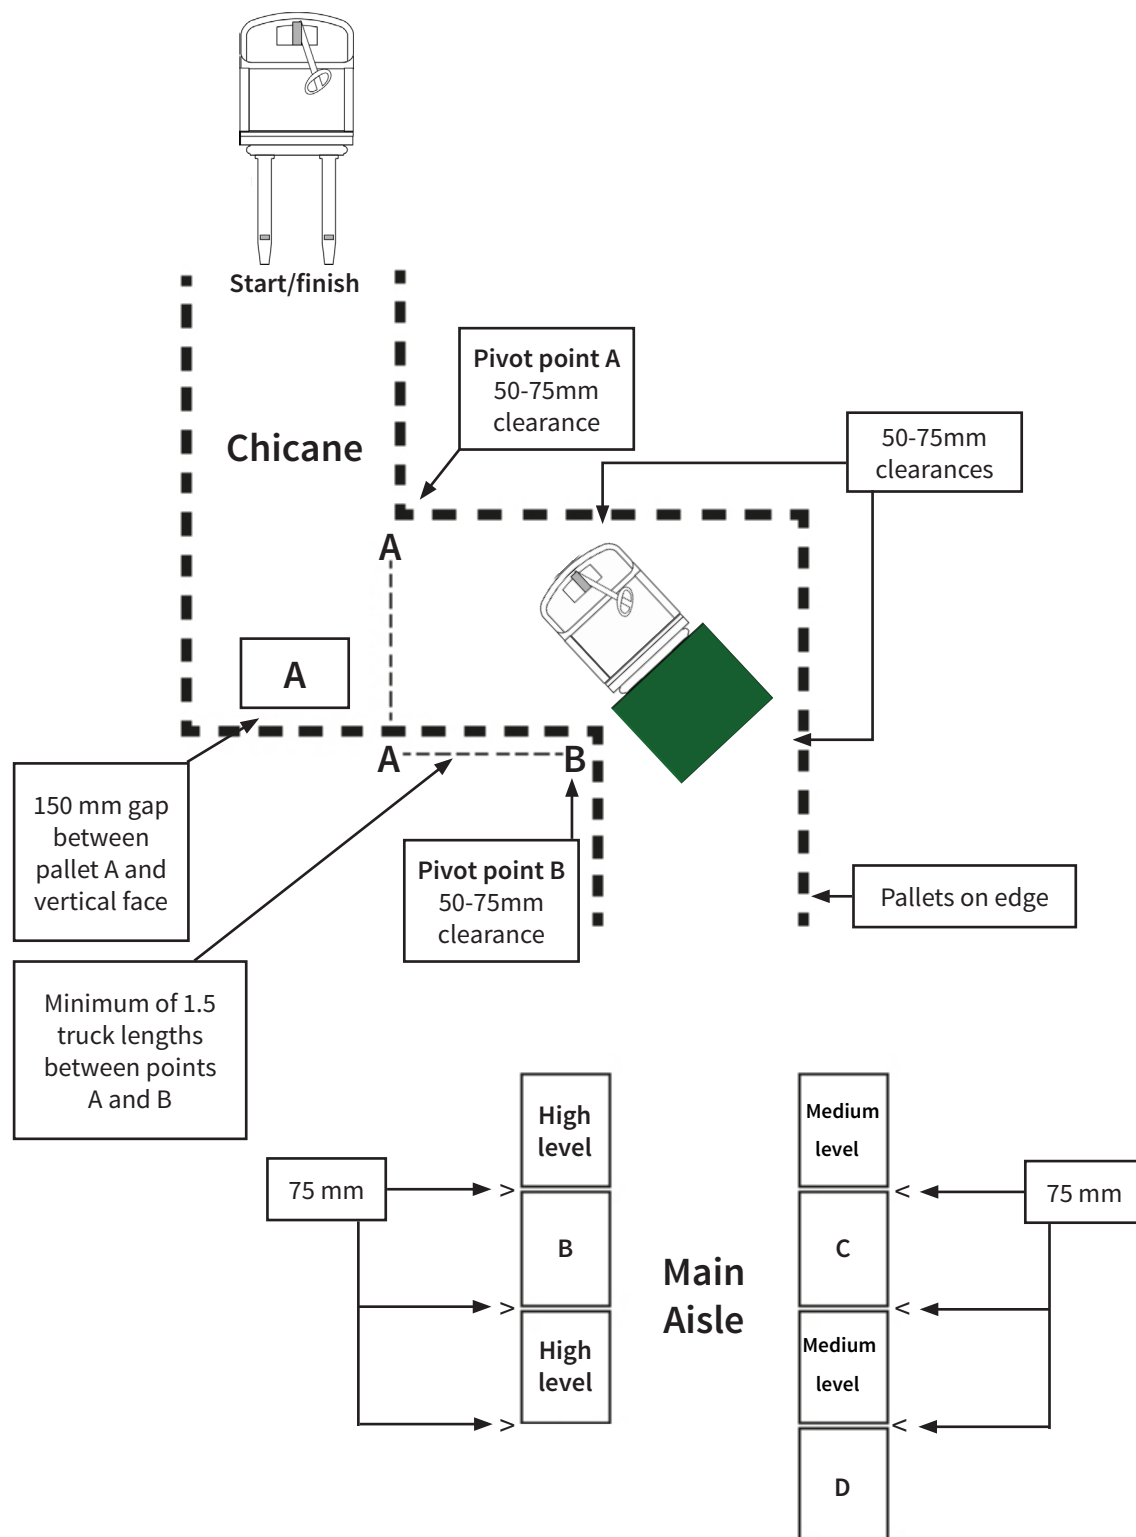 Start/finish
Pivot point A
50-75mm
clearance
50-75mm
clearances
Chicane
A
A
A
B
150 mm gap
between
pallet A and
vertical face
Pivot point B
50-75mm
clearance
Pallets on edge
Minimum of 1.5
truck lengths
between points
A and B
High
level
Medium
level
75 mm
>
<
75 mm
B
C
Main
Aisle
>
<
High
level
Medium
level
>
<
D